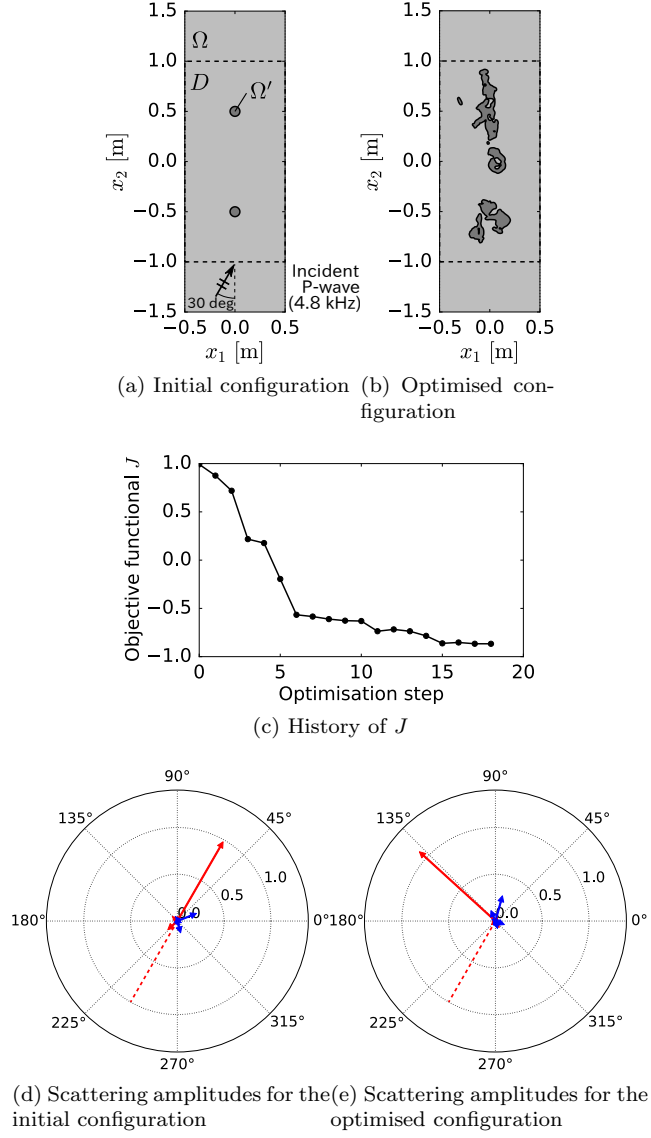 1.5
1.0
0.5
0.0
−0.5
−1.0
−1.5
x₂ [m]
Ω
D
Ω′
30 deg
Incident
P-wave
(4.8 kHz)
−0.5 0.0 0.5
x₁ [m]
1.5
1.0
0.5
0.0
−0.5
−1.0
−1.5
x₂ [m]
−0.5 0.0 0.5
x₁ [m]
(a) Initial configuration
(b) Optimised con-
figuration
1.0
0.5
0.0
−0.5
−1.0
Objective functional J
0 5 10 15 20
Optimisation step
(c) History of J
90°
135° 45°
1.0
0.5
0.0
180° 0°
225° 315°
270°
90°
135° 45°
1.0
0.5
0.0
180° 0°
225° 315°
270°
(d) Scattering amplitudes for the
initial configuration
(e) Scattering amplitudes for the
optimised configuration